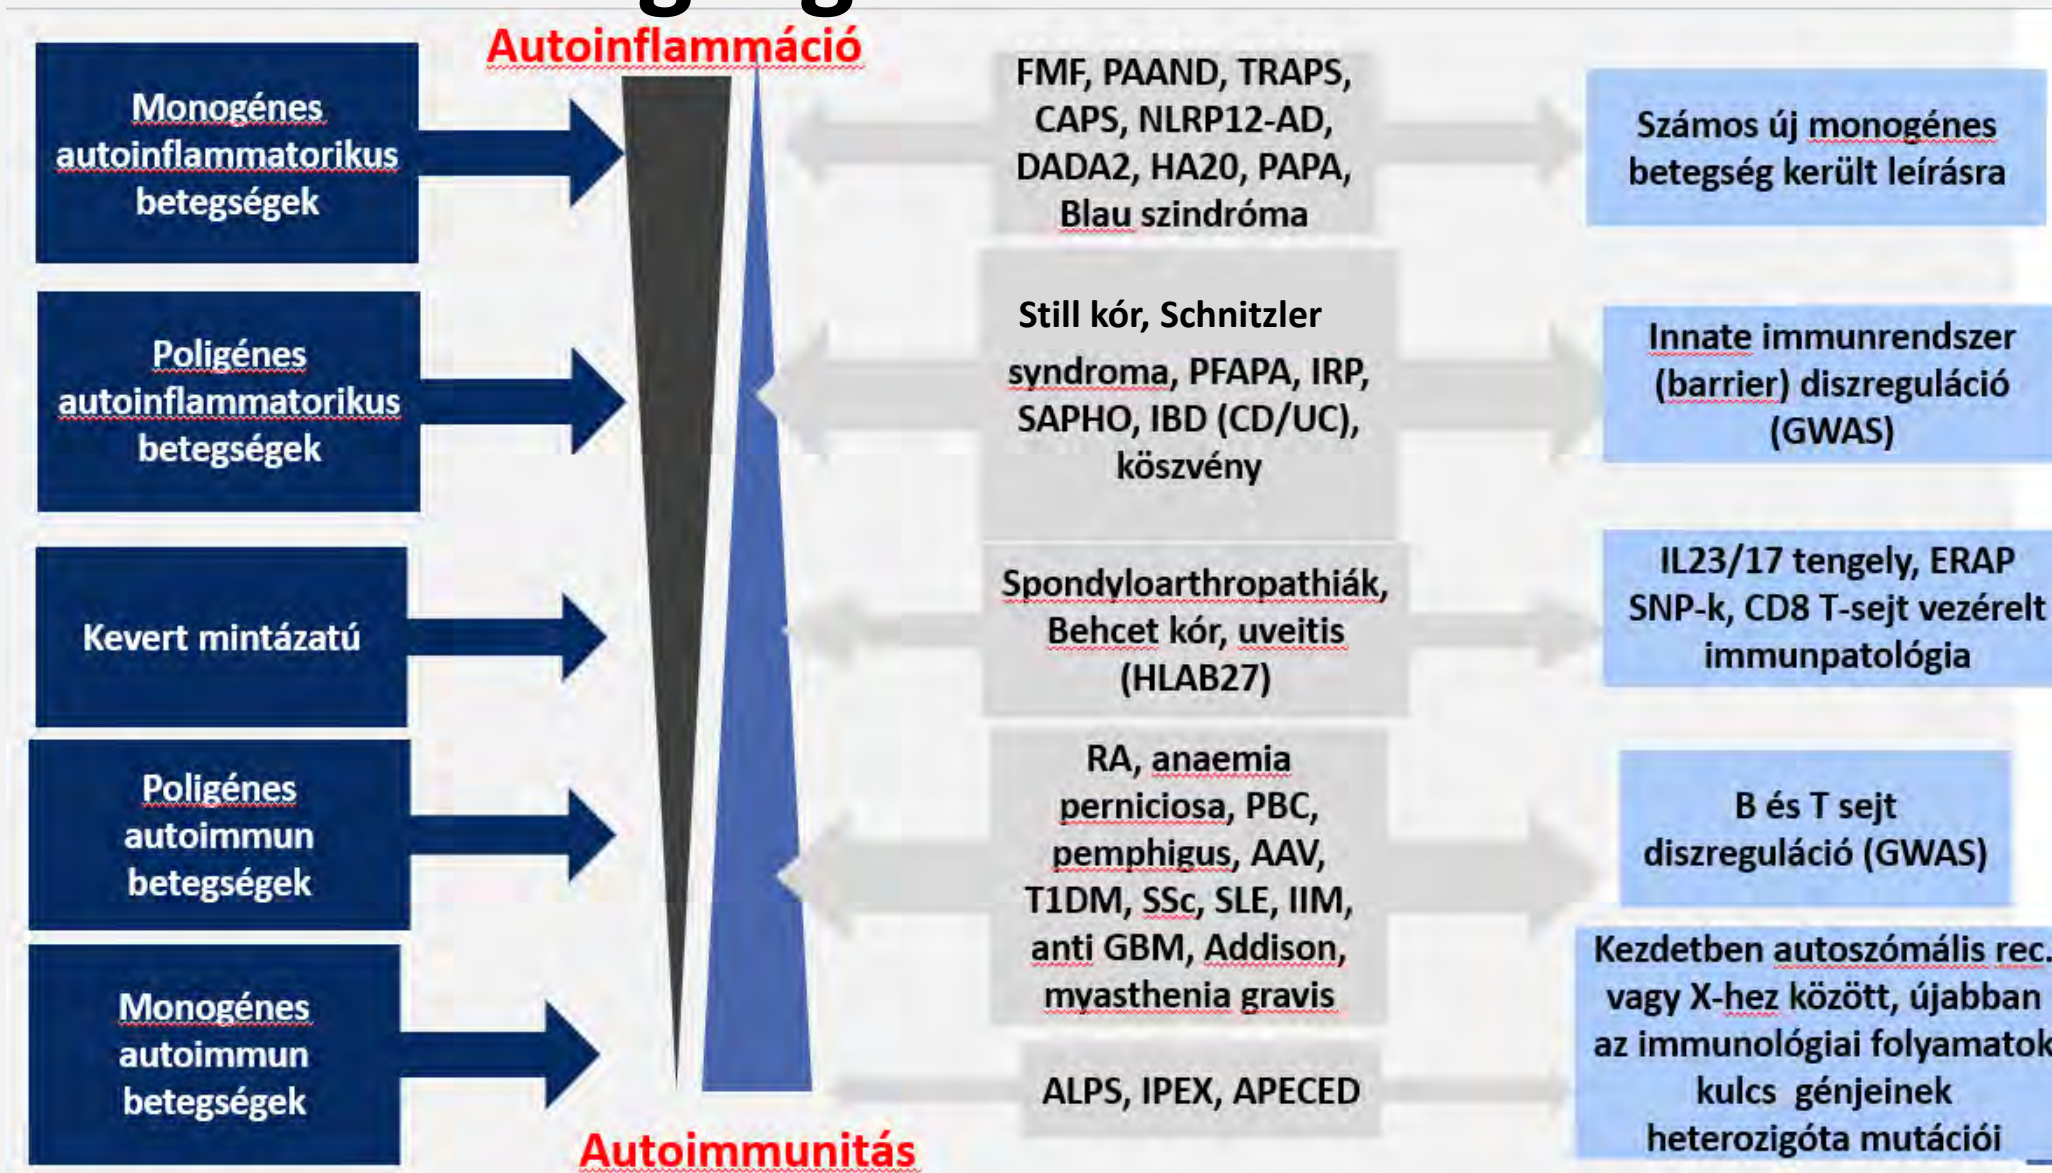 Autoinflammáció
Monogénes
autoinflammatorikus
betegségek
FMF, PAAND, TRAPS,
CAPS, NLRP12-AD,
DADA2, HA20, PAPA,
Blau szindróma
Számos új monogénes
betegség került leírásra
Poligénes
autoinflammatorikus
betegségek
Still kór, Schnitzler
syndroma, PFAPA, IRP,
SAPHO, IBD (CD/UC),
köszvény
Innate immunrendszer
(barrier) diszreguláció
(GWAS)
Kevert mintázatú
Spondyloarthropathiák,
Behcet kór, uveitis
(HLAB27)
IL23/17 tengely, ERAP
SNP-k, CD8 T-sejt vezérelt
immunpatológia
Poligénes
autoimmun
betegségek
RA, anaemia
perniciosa, PBC,
pemphigus, AAV,
T1DM, SSc, SLE, IIM,
anti GBM, Addison,
myasthenia gravis
B és T sejt
diszreguláció (GWAS)
Monogénes
autoimmun
betegségek
ALPS, IPEX, APECED
Kezdetben autoszómális rec.
vagy X-hez között, újabban
az immunológiai folyamatok
kulcs génjeinek
heterozigóta mutációi
Autoimmunitás